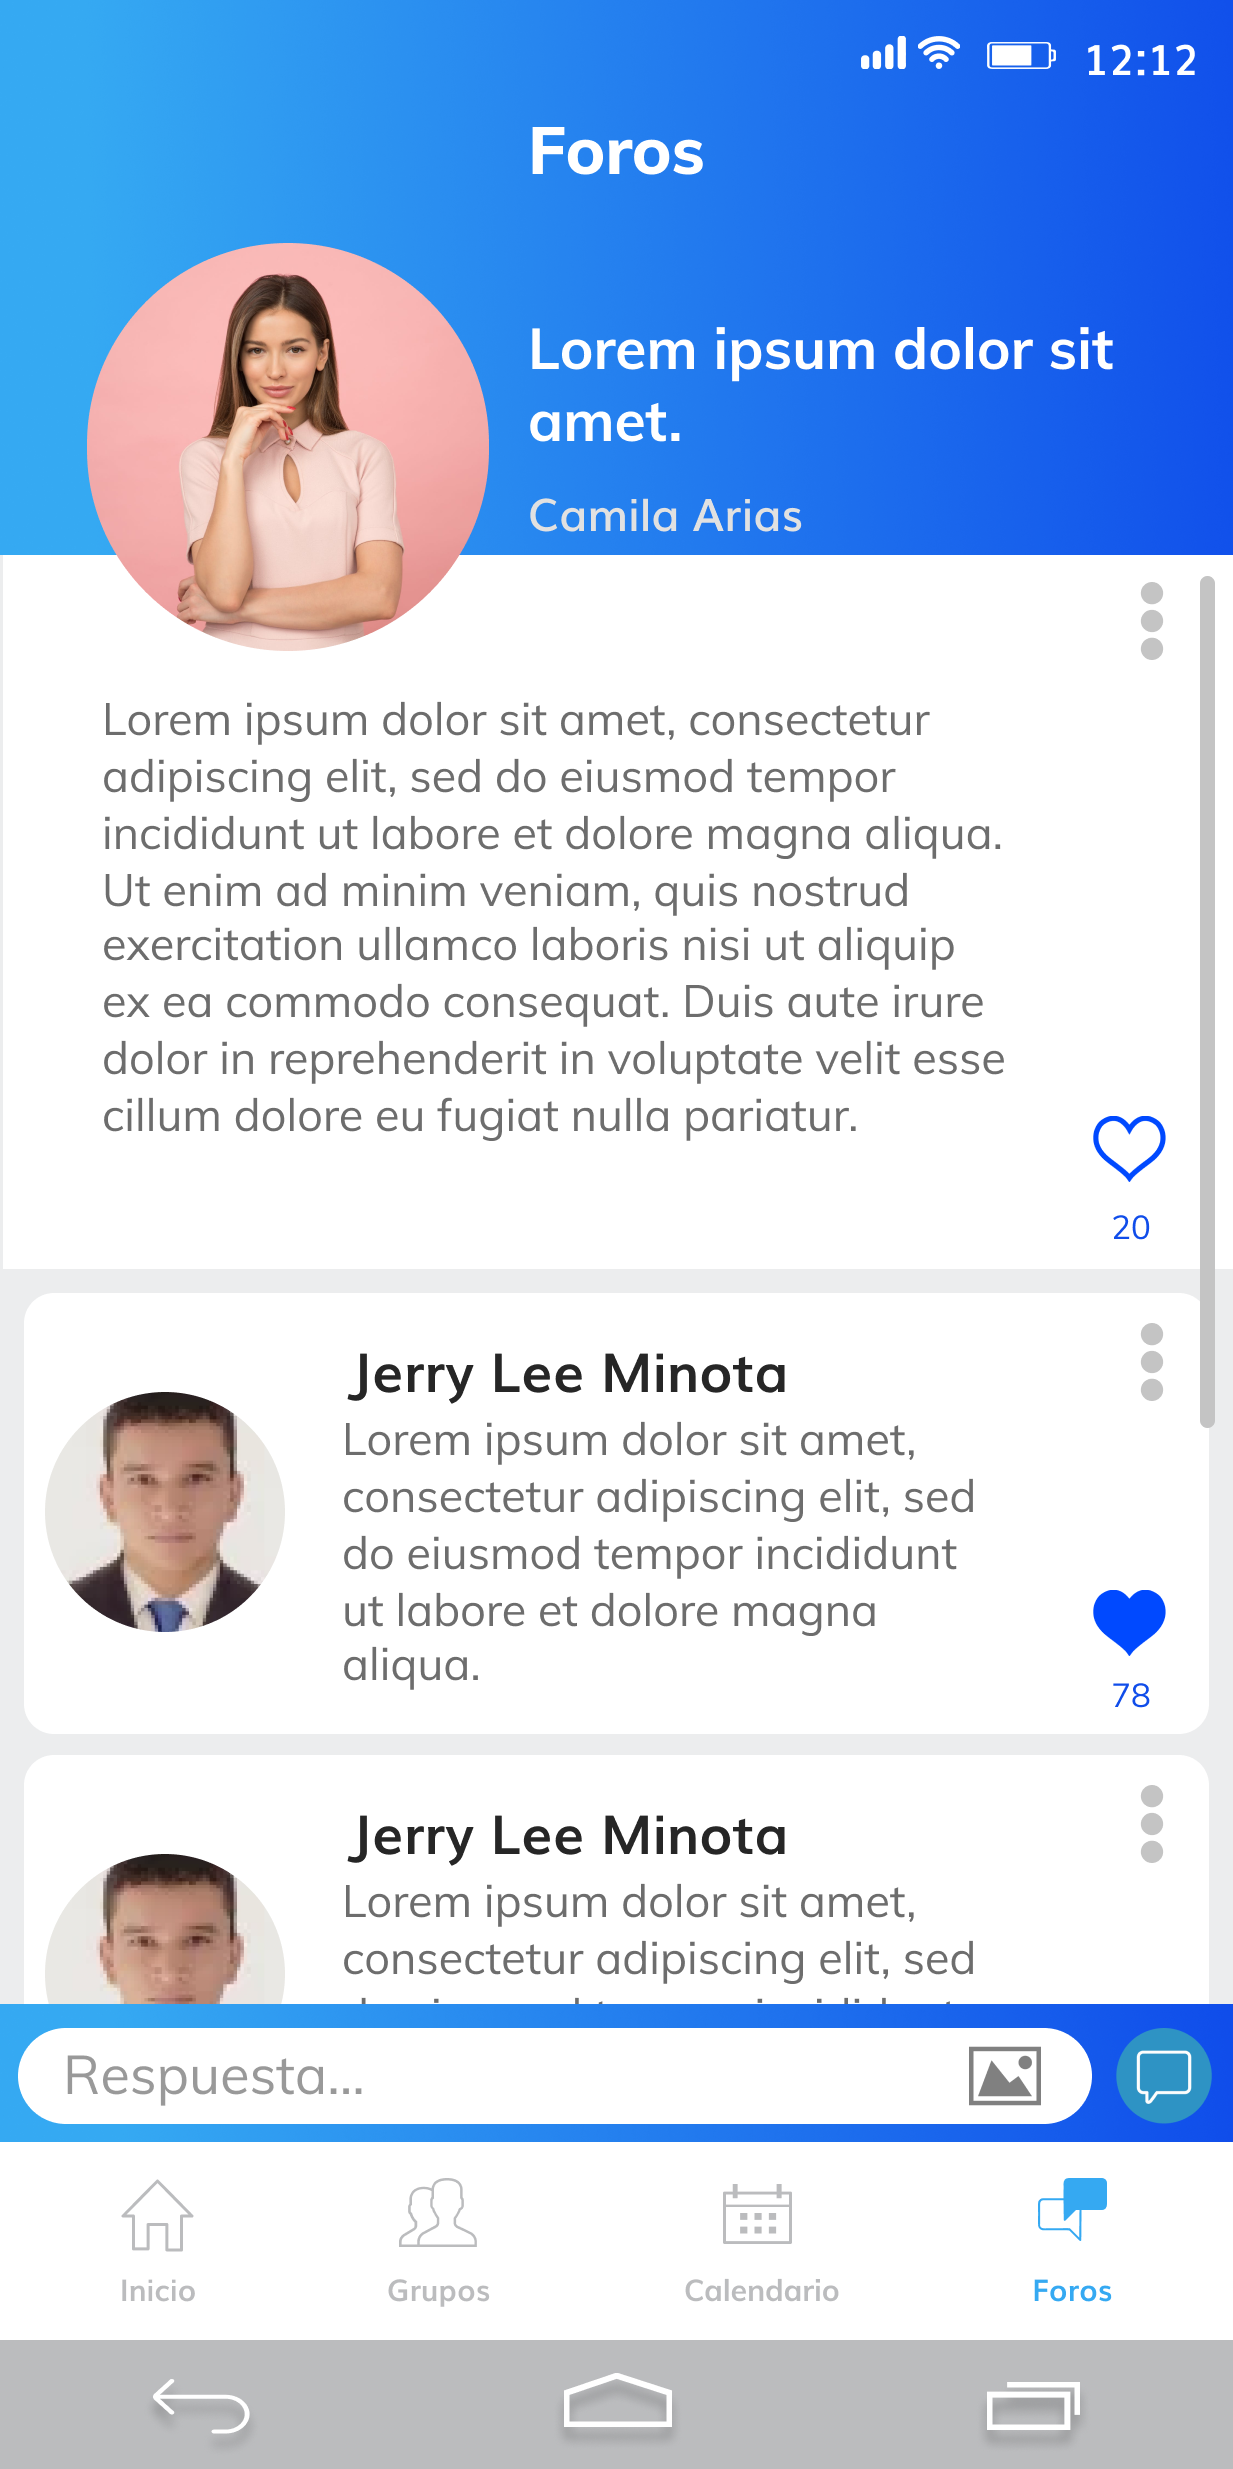 12:12
Foros
Lorem ipsum dolor sit
amet.
Camila Arias
Lorem ipsum dolor sit amet, consectetur
adipiscing elit, sed do eiusmod tempor
incididunt ut labore et dolore magna aliqua.
Ut enim ad minim veniam, quis nostrud
exercitation ullamco laboris nisi ut aliquip
ex ea commodo consequat. Duis aute irure
dolor in reprehenderit in voluptate velit esse
cillum dolore eu fugiat nulla pariatur.
20
Jerry Lee Minota
Lorem ipsum dolor sit amet,
consectetur adipiscing elit, sed
do eiusmod tempor incididunt
ut labore et dolore magna
aliqua.
78
Jerry Lee Minota
Lorem ipsum dolor sit amet,
consectetur adipiscing elit, sed
Respuesta...
Inicio
Grupos
Calendario
Foros